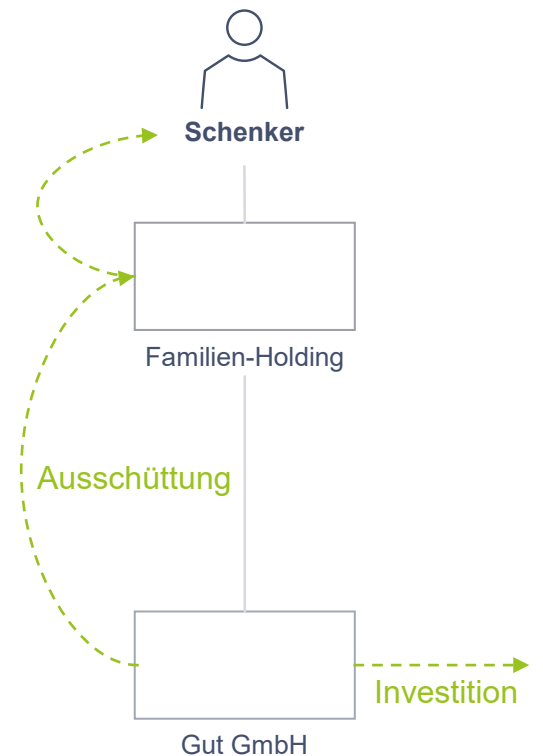 Schenker
Familien-Holding
Ausschüttung
Investition
Gut GmbH